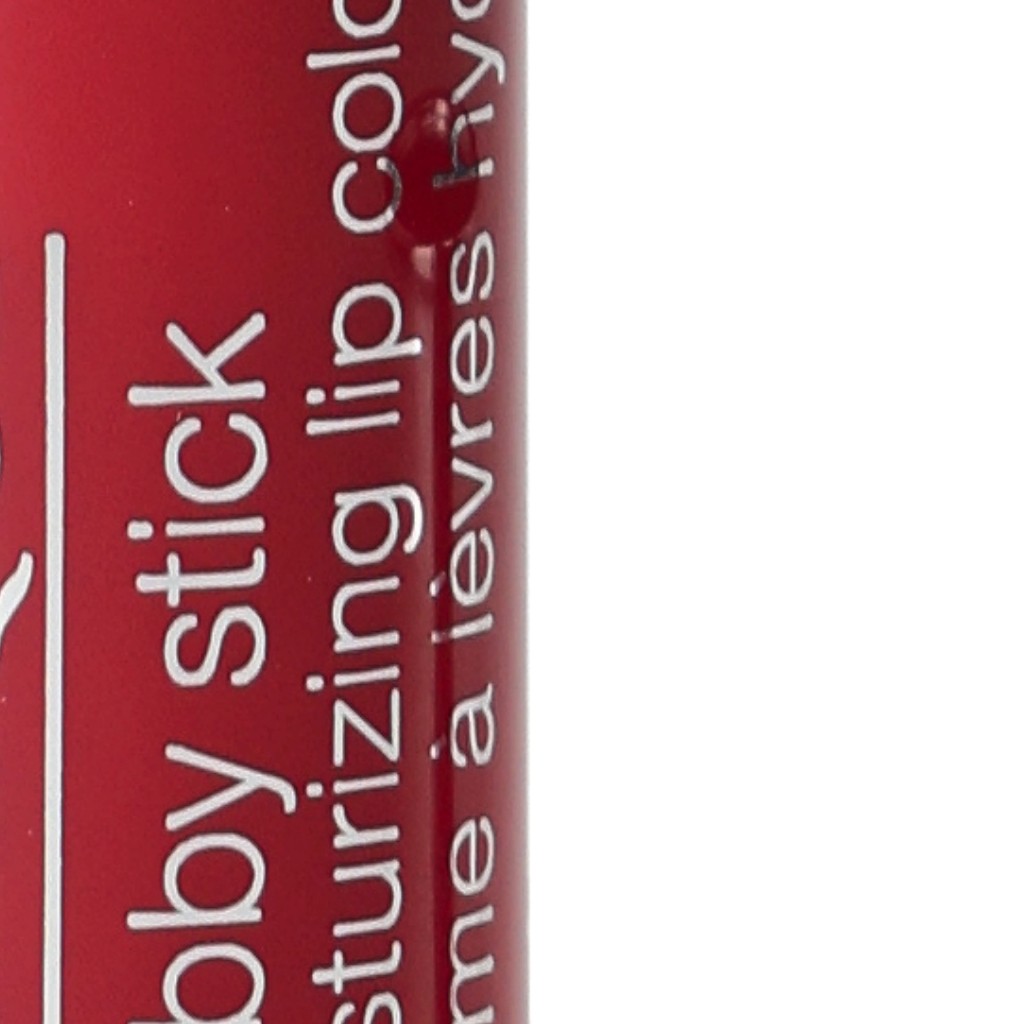 bby stick
sturizing lip colo
me à lèvres hy